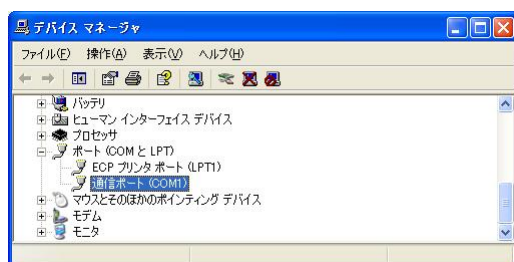 デバイス マネージャ
ファイル(F) 操作(A) 表示(V) ヘルプ(H)
バッテリ
ヒューマン インターフェイス デバイス
プロセッサ
ポート (COM と LPT)
ECP プリンタ ポート (LPT1)
通信ポート (COM1)
マウスとそのほかのポインティング デバイス
モデム
モニタ